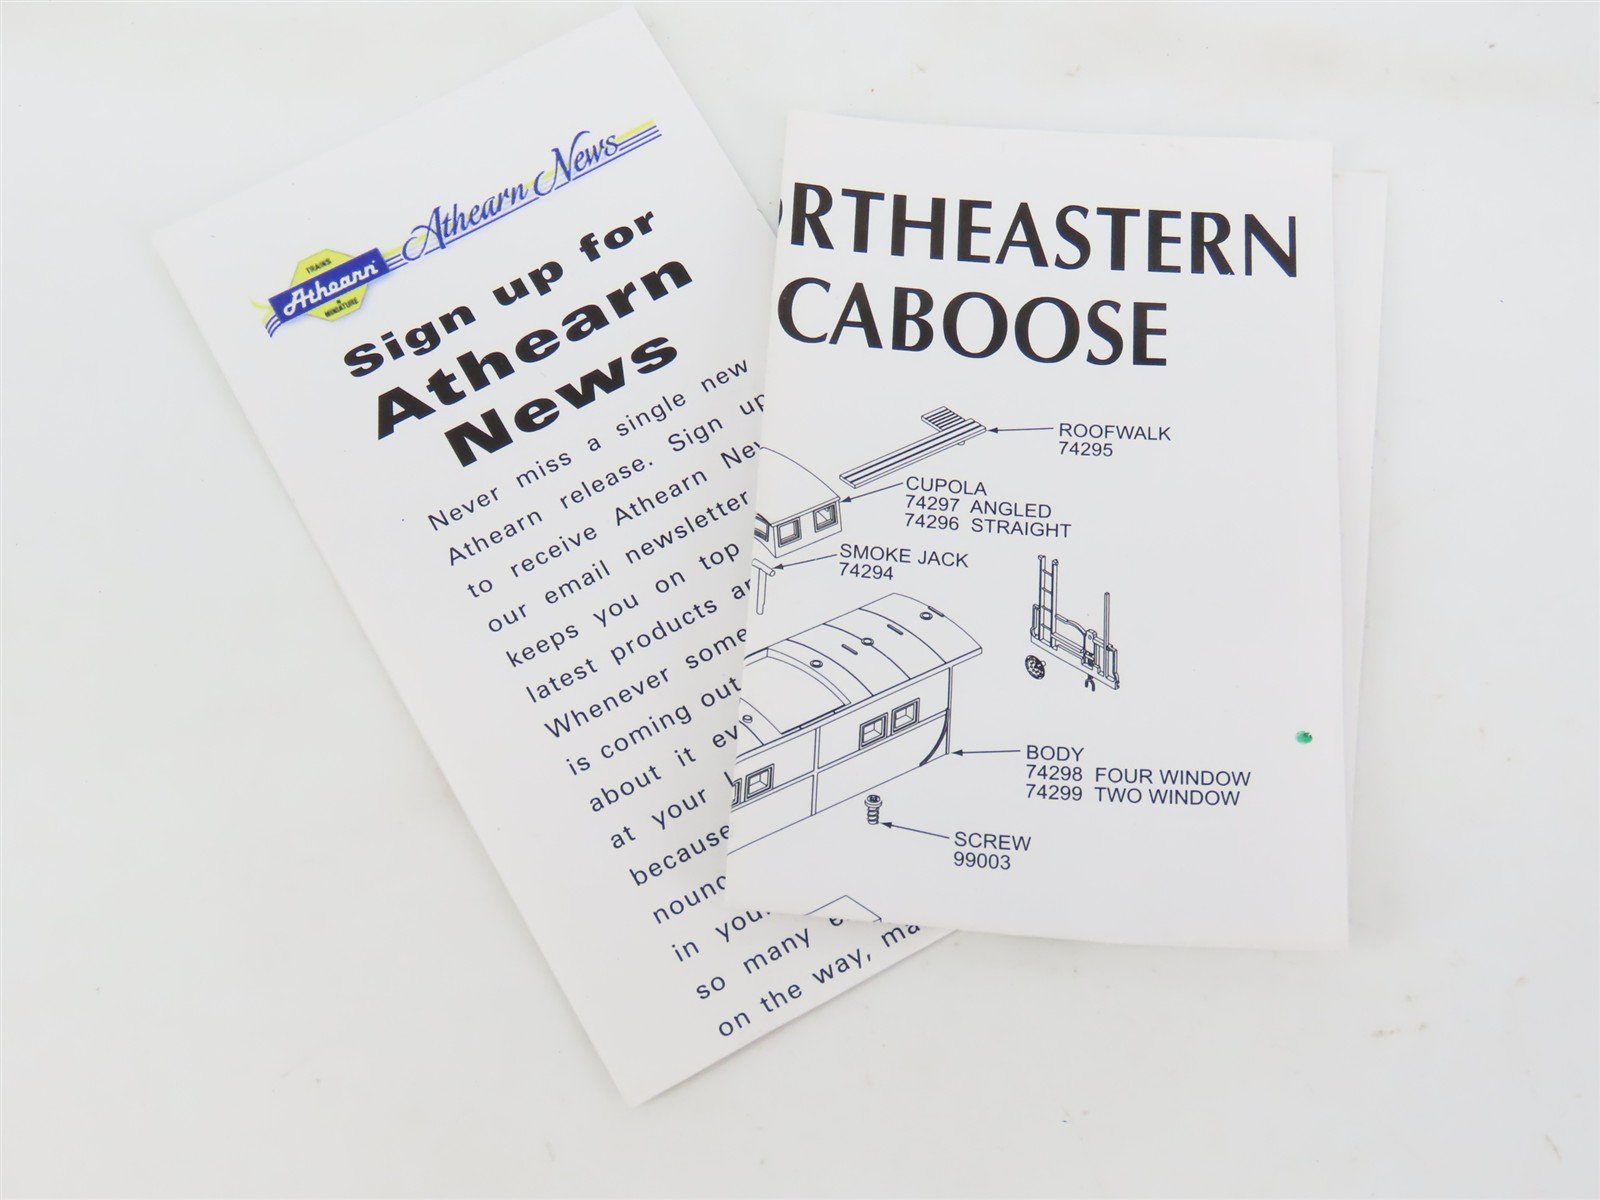 Athearn News
TRAINS
Athearn
IN
MINIATURE
Sign up for
Athearn
News
Never miss a single new
Athearn release. Sign up
to receive Athearn
our email newsletter
keeps you on top
latest products
Whenever some
is coming out
about it
at your
because
nounc
in you
so many
on the way, ma
RTHEASTERN
CABOOSE
ROOFWALK
74295
CUPOLA
74297 ANGLED
74296 STRAIGHT
SMOKE JACK
74294
BODY
74298 FOUR WINDOW
74299 TWO WINDOW
SCREW
99003